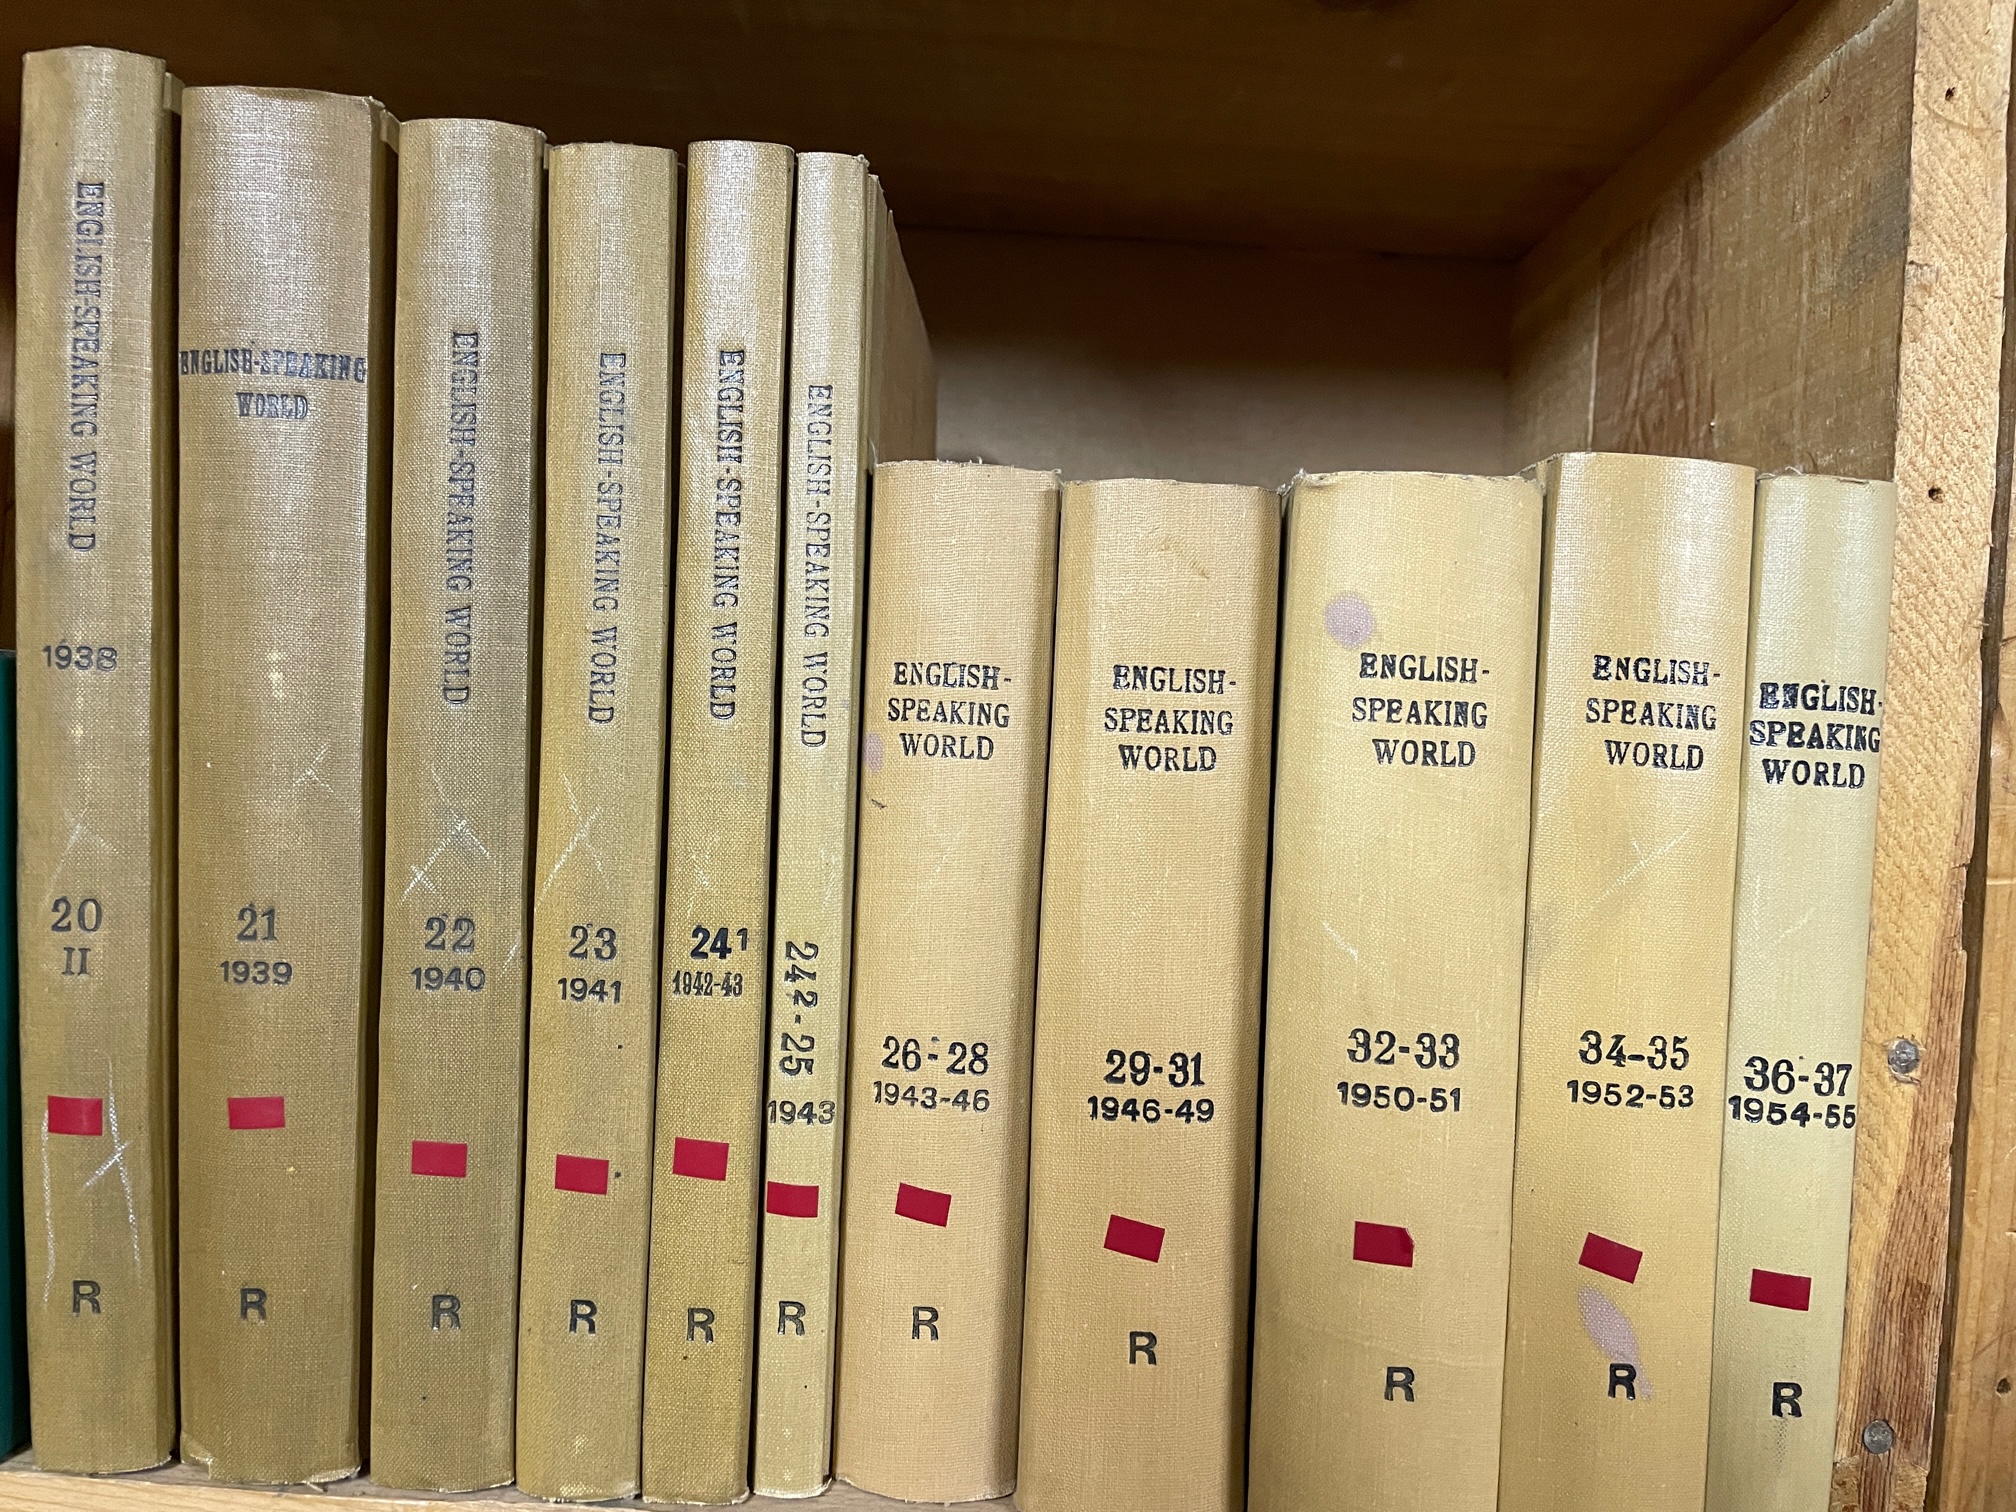 ENGLISH-SPEAKING WORLD
1938
20
II
R
ENGLISH-SPEAKING
WORLD
21
1939
R
ENGLISH-SPEAKING WORLD
22
1940
R
ENGLISH-SPEAKING WORLD
23
1941
R
ENGLISH-SPEAKING WORLD
24¹
1942-43
R
ENGLISH-SPEAKING WORLD
24²-25
1943
R
ENGLISH-
SPEAKING
WORLD
26-28
1943-46
R
ENGLISH-
SPEAKING
WORLD
29-31
1946-49
R
ENGLISH-
SPEAKING
WORLD
32-33
1950-51
R
ENGLISH-
SPEAKING
WORLD
34-35
1952-53
R
ENGLISH-
SPEAKING
WORLD
36-37
1954-55
R